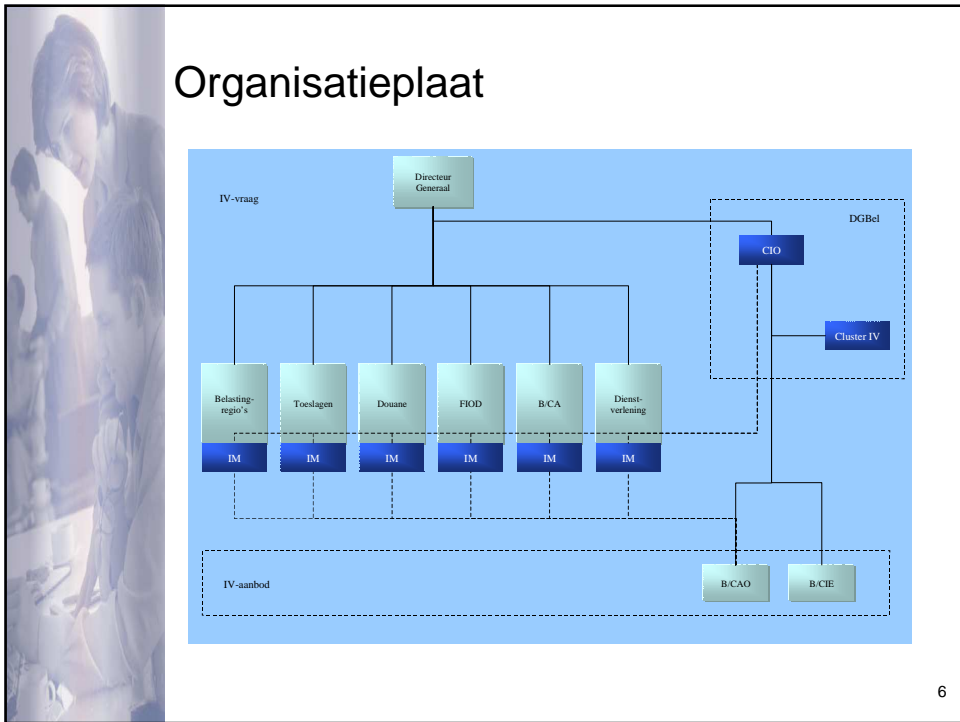 Organisatieplaat
Directeur
Generaal
IV-vraag
DGBel
CIO
Cluster IV
Belasting-
regio's
Toeslagen
Douane
FIOD
B/CA
Dienst-
verlening
IM
IM
IM
IM
IM
IM
IV-aanbod
B/CAO
B/CIE
6